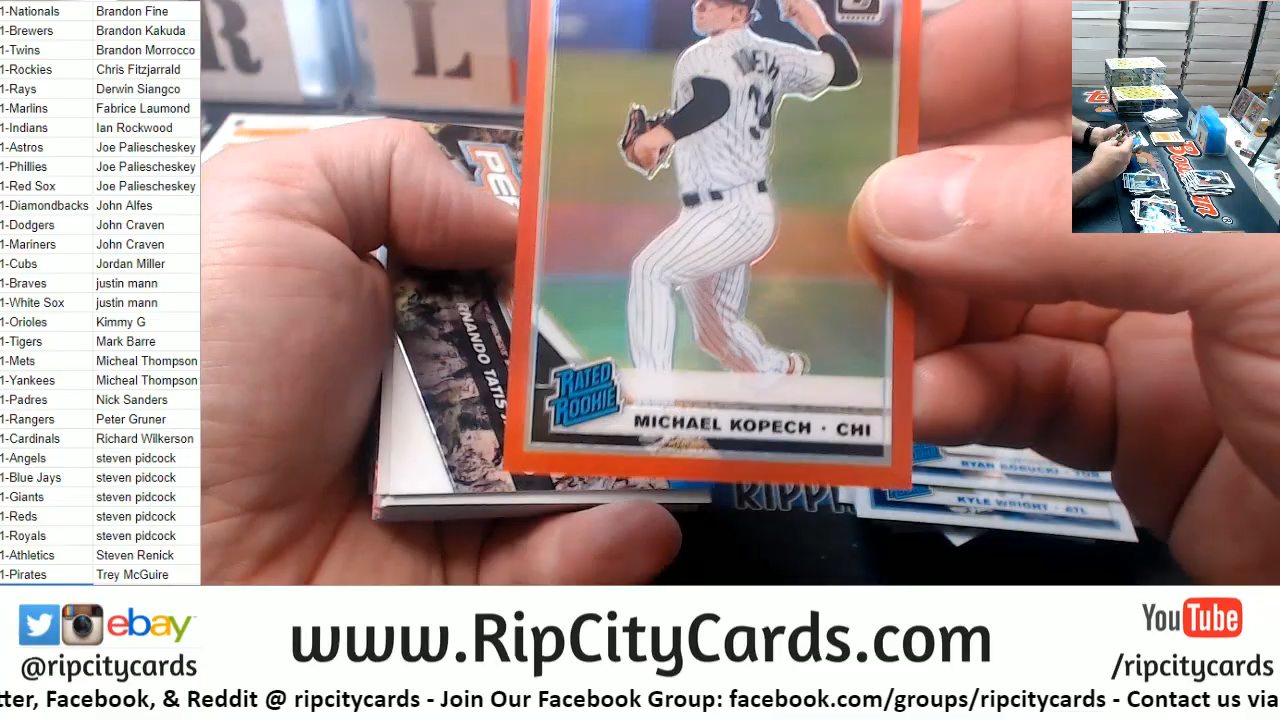 1-Nationals Brandon Fine
1-Brewers Brandon Kakuda
1-Twins Brandon Morrocco
1-Rockies Chris Fitzjarrald
1-Rays Derwin Siangco
1-Marlins Fabrice Laumond
1-Indians Ian Rockwood
1-Astros Joe Paliescheskey
1-Phillies Joe Paliescheskey
1-Red Sox Joe Paliescheskey
1-Diamondbacks John Alfes
1-Dodgers John Craven
1-Mariners John Craven
1-Cubs Jordan Miller
1-Braves justin mann
1-White Sox justin mann
1-Orioles Kimmy G
1-Tigers Mark Barre
1-Mets Micheal Thompson
1-Yankees Micheal Thompson
1-Padres Nick Sanders
1-Rangers Peter Gruner
1-Cardinals Richard Wilkerson
1-Angels steven pidcock
1-Blue Jays steven pidcock
1-Giants steven pidcock
1-Reds steven pidcock
1-Royals steven pidcock
1-Athletics Steven Renick
1-Pirates Trey McGuire
34
RATED
ROOKIE
MICHAEL KOPECH · CHI
NANDO TATIS
KYLE WRIGHT · ATL
ebay
@ripcitycards
www.RipCityCards.com
YouTube
/ripcitycards
tter, Facebook, & Reddit @ ripcitycards - Join Our Facebook Group: facebook.com/groups/ripcitycards - Contact us via